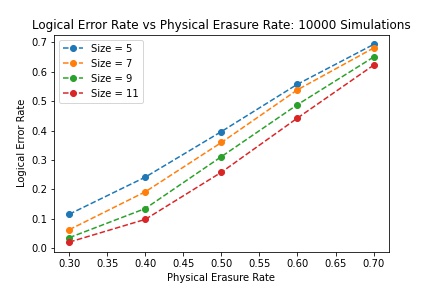 Logical Error Rate vs Physical Erasure Rate: 10000 Simulations
0.7
0.6
0.5
0.4
0.3
0.2
0.1
0.0
Logical Error Rate
Size = 5
Size = 7
Size = 9
Size = 11
0.30 0.35 0.40 0.45 0.50 0.55 0.60 0.65 0.70
Physical Erasure Rate